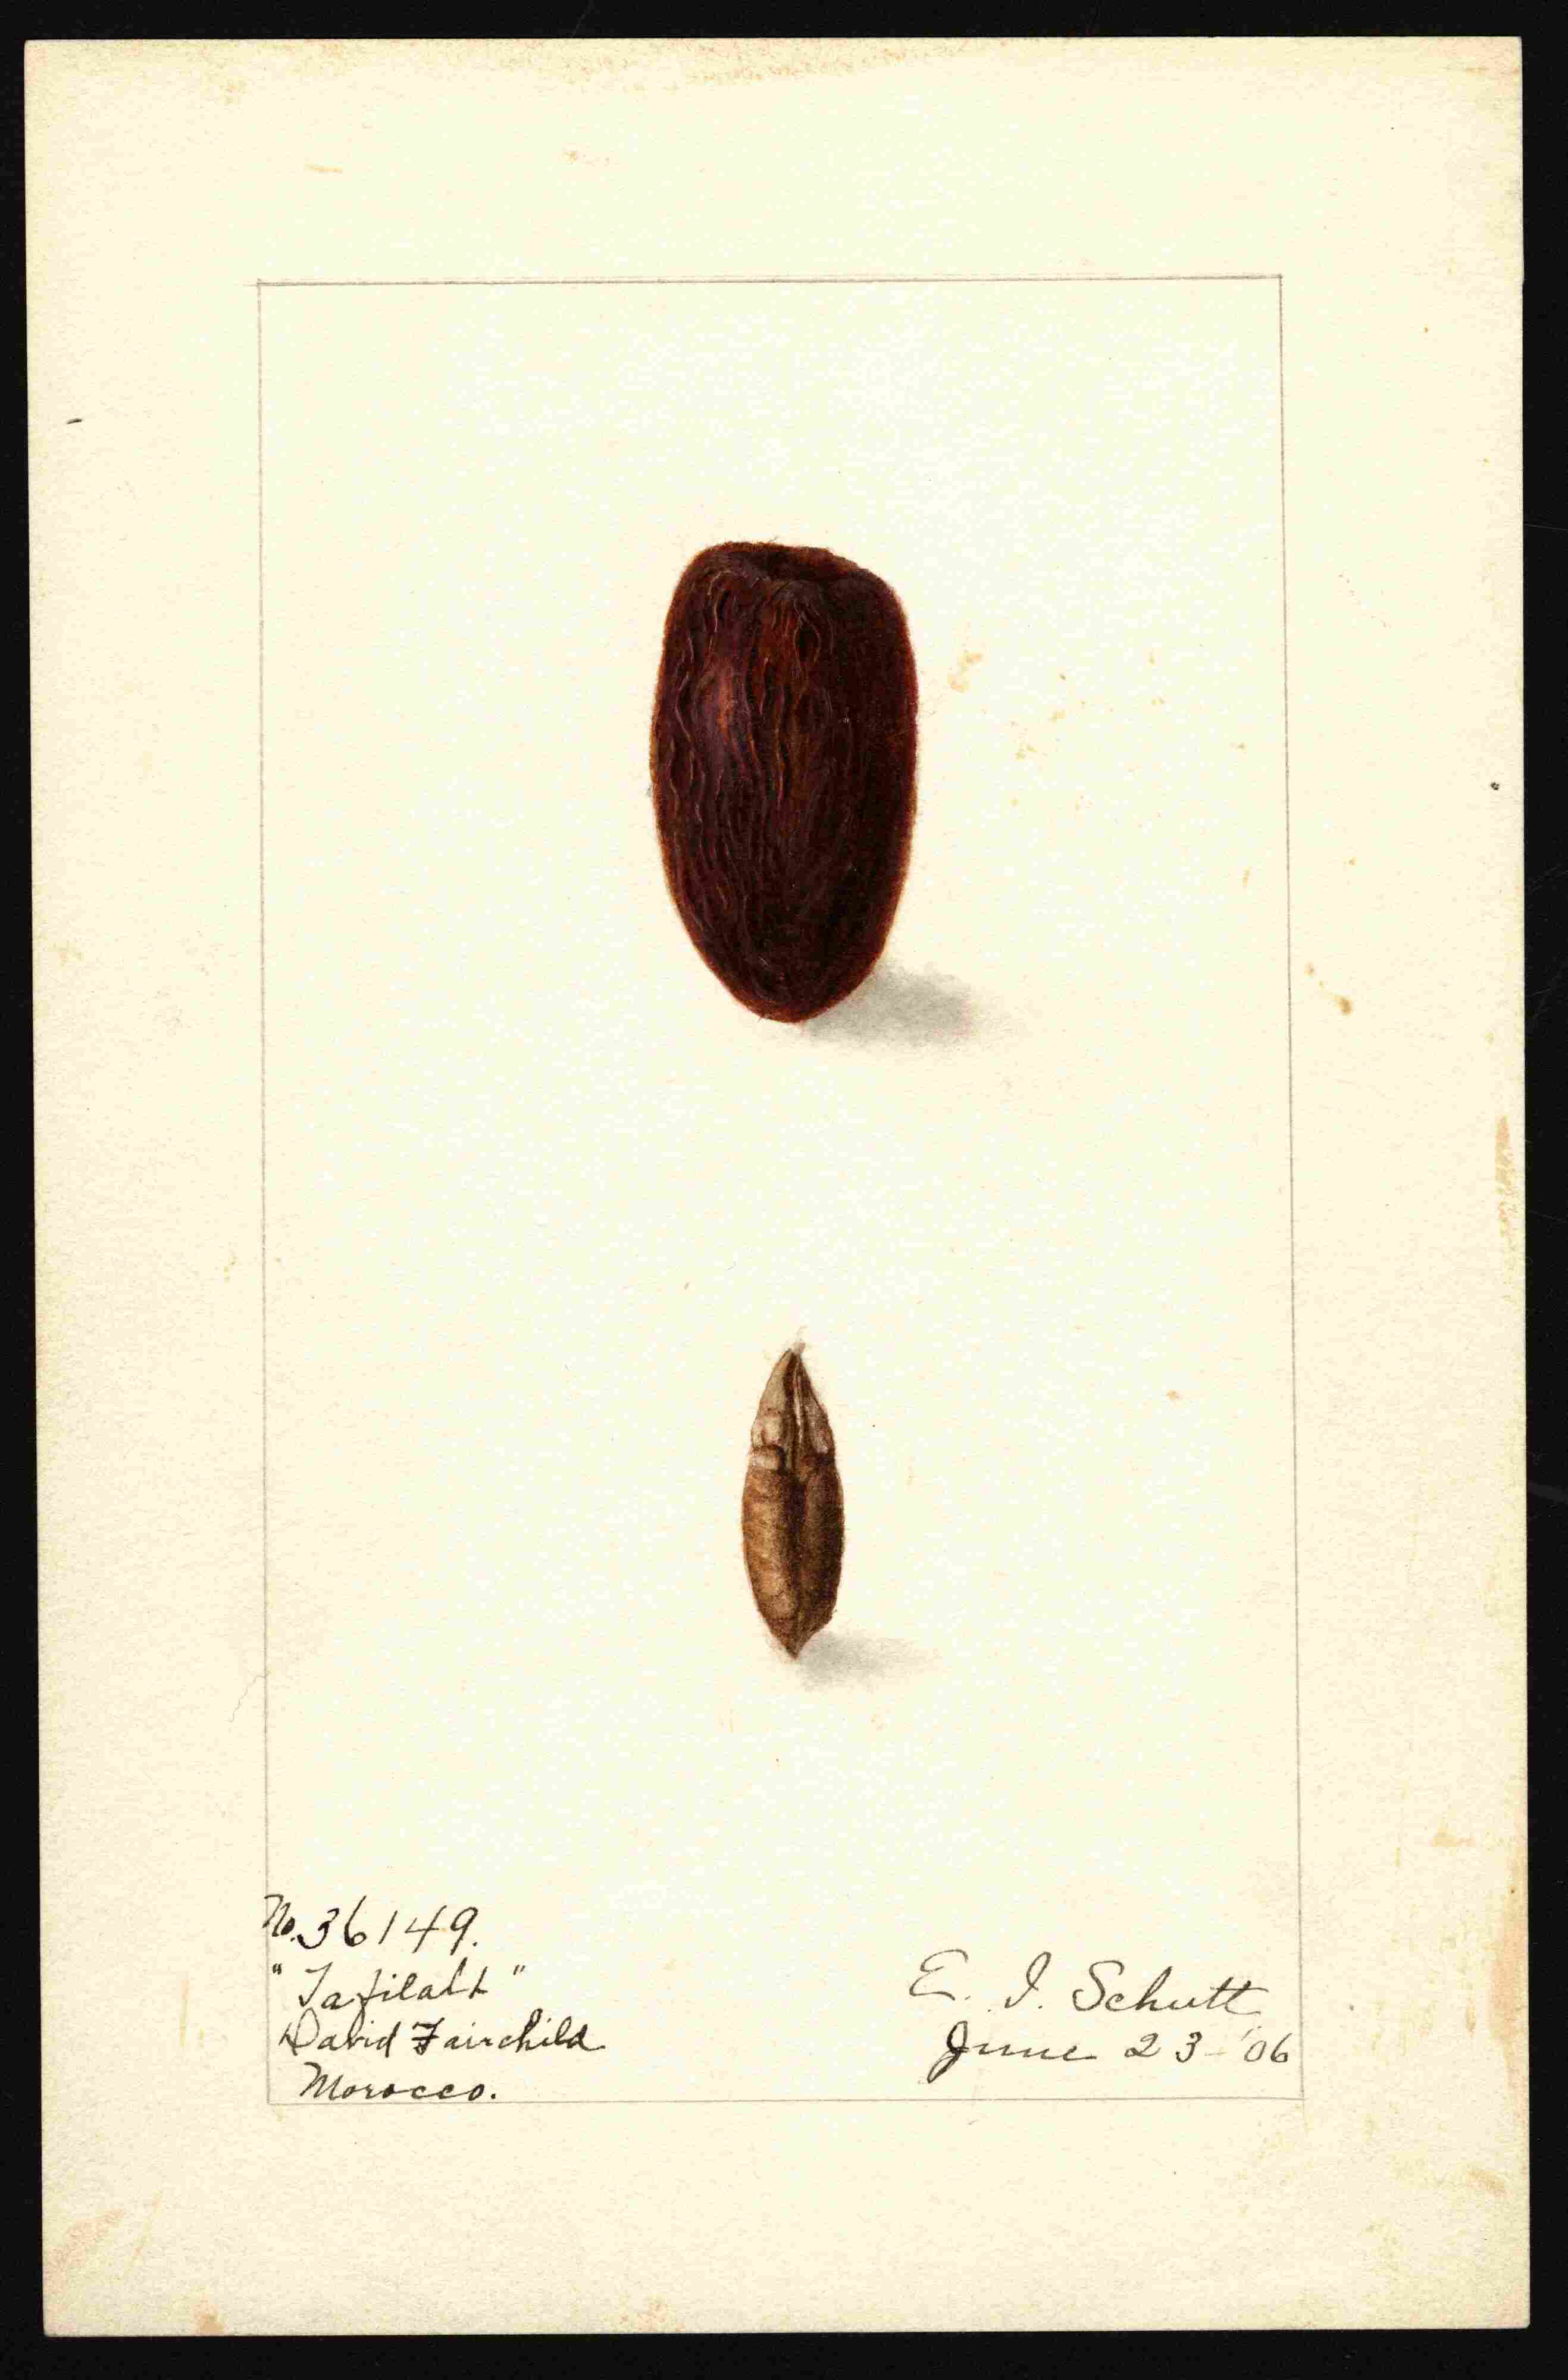 No. 36149.
"Tafilalt"
David Fairchild
Morocco.
E. I. Schutt
June 23-'06